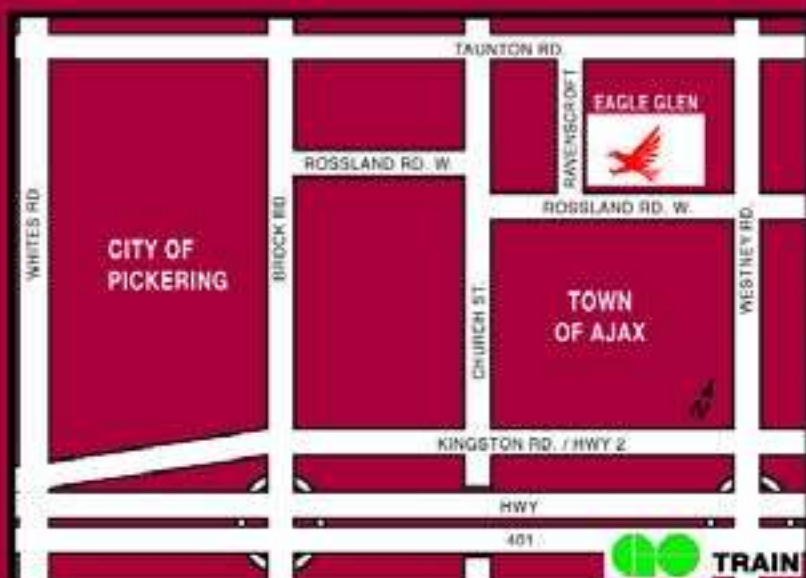 TAUNTON RD.
RAVENSCROFT
EAGLE GLEN
ROSSLAND RD. W.
ROSSLAND RD. W.
WHITES RD.
BROCK RD.
CHURCH ST.
WESTNEY RD.
CITY OF
PICKERING
TOWN
OF AJAX
N
KINGSTON RD. / HWY 2
HWY
401
GO TRAIN